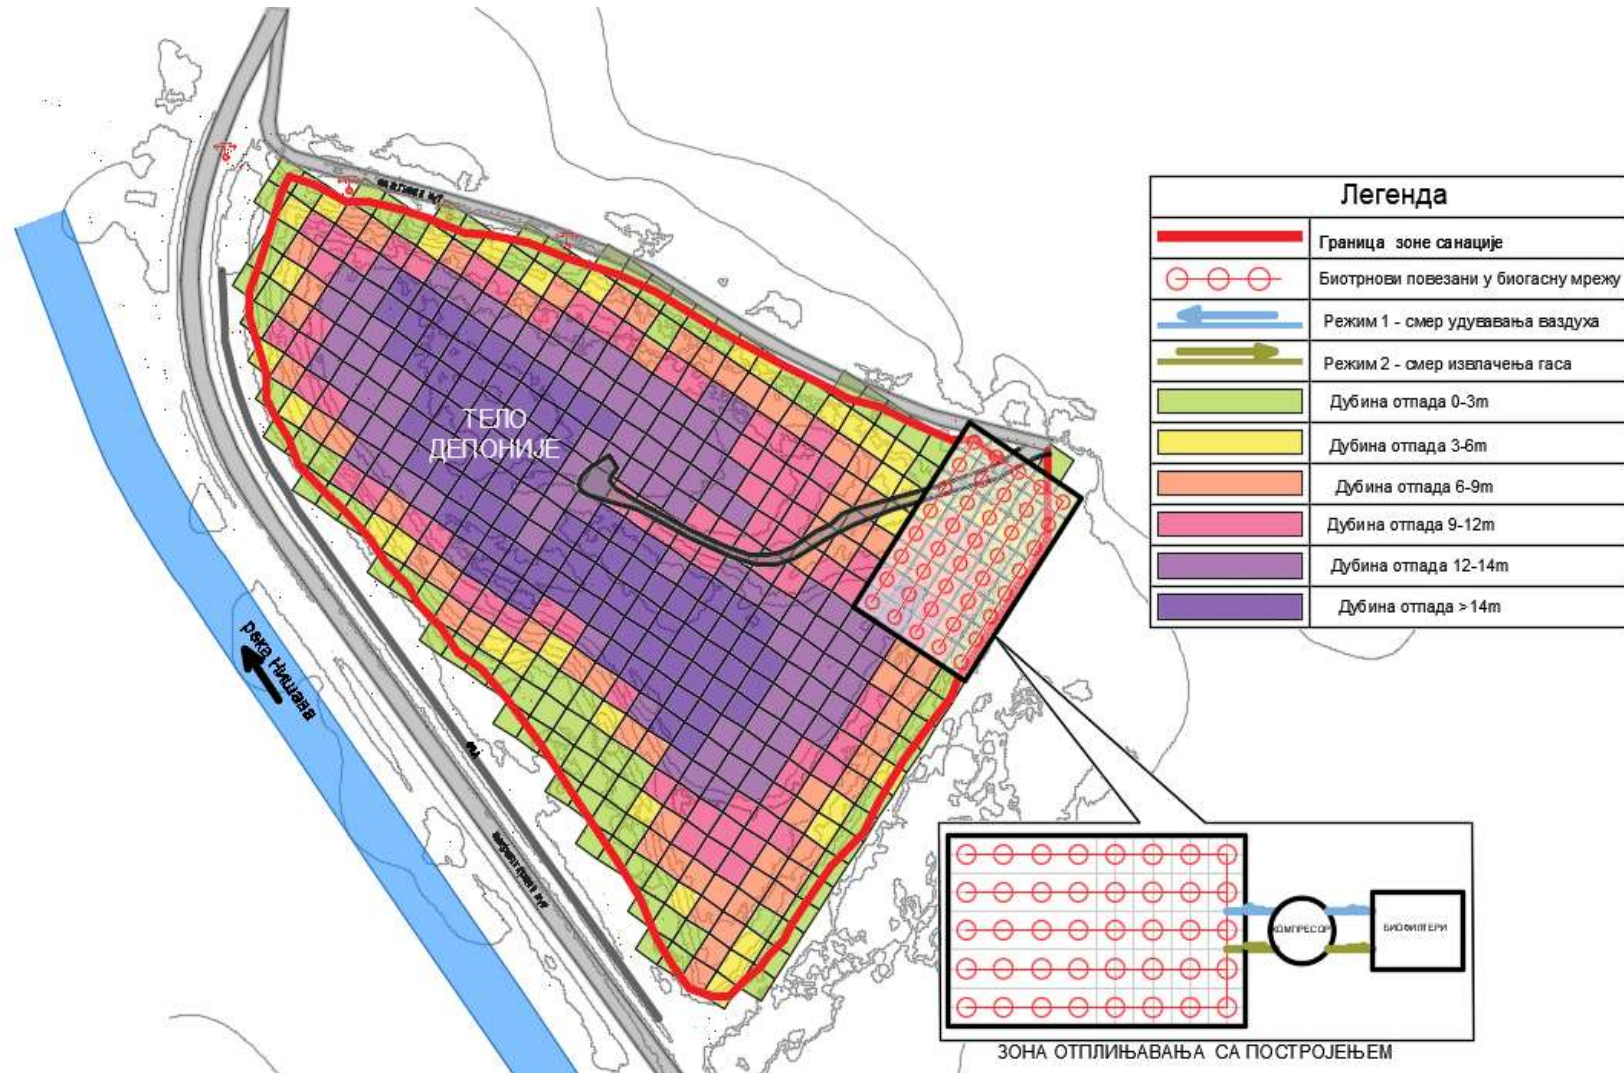 Легенда
Граница зоне санације
Биотрнови повезани у биогасну мрежу
Режим 1 - смер удувавања ваздуха
Режим 2 - смер извлачења гаса
Дубина отпада 0-3m
Дубина отпада 3-6m
Дубина отпада 6-9m
Дубина отпада 9-12m
Дубина отпада 12-14m
Дубина отпада >14m
ТЕЛО
ДЕПОНИЈЕ
река Нишава
КОМПРЕСОР
БИОФИЛТЕРИ
ЗОНА ОТПЛИЊАВАЊА СА ПОСТРОЈЕЊЕМ